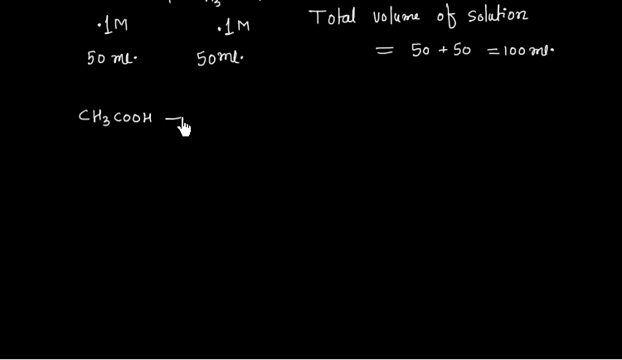 Total volume of solution
.1M .1M
50 ml. 50ml. = 50 + 50 = 100 ml.
CH3COOH —